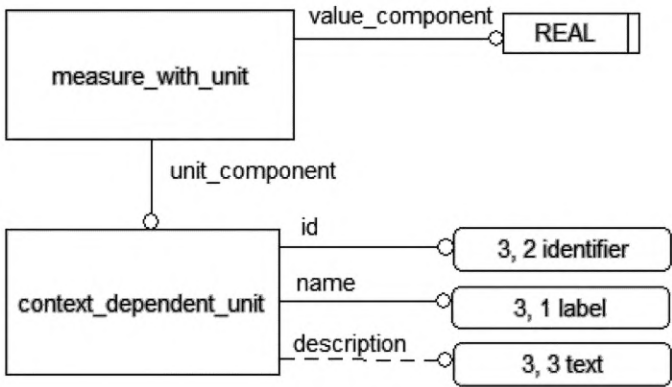 value_component
REAL
measure_with_unit
unit_component
id
3, 2 identifier
name
context_dependent_unit
3, 1 label
description
3, 3 text